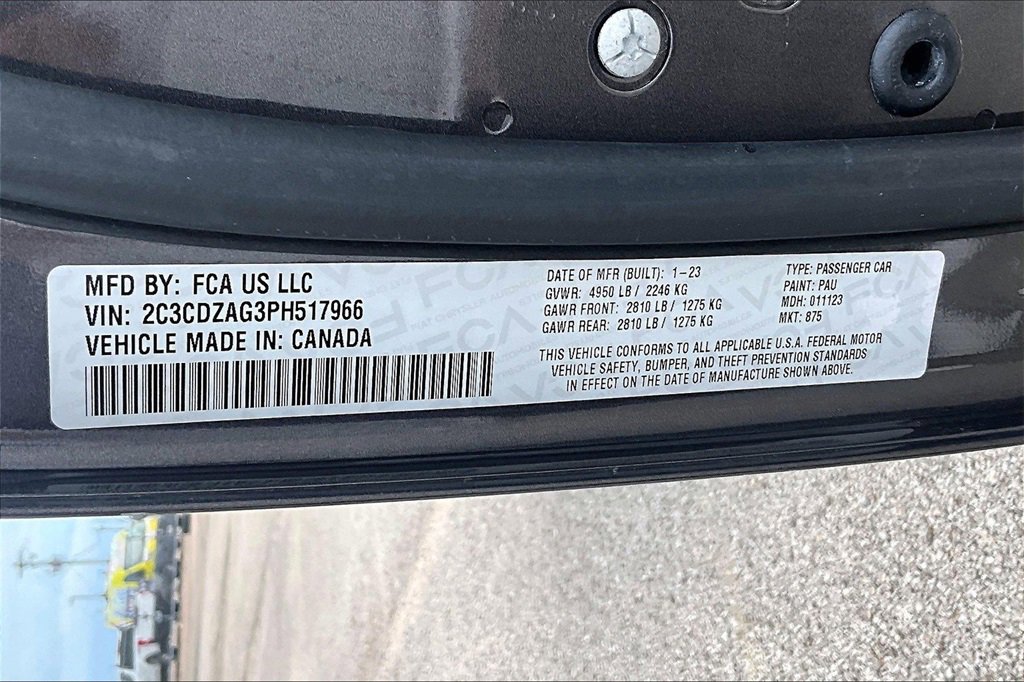 MFD BY: FCA US LLC
VIN: 2C3CDZAG3PH517966
VEHICLE MADE IN: CANADA
DATE OF MFR (BUILT): 1-23
GVWR: 4950 LB / 2246 KG
GAWR FRONT: 2810 LB / 1275 KG
GAWR REAR: 2810 LB / 1275 KG
TYPE: PASSENGER CAR
PAINT: PAU
MDH: 011123
MKT: 875
THIS VEHICLE CONFORMS TO ALL APPLICABLE U.S.A. FEDERAL MOTOR
VEHICLE SAFETY, BUMPER, AND THEFT PREVENTION STANDARDS
IN EFFECT ON THE DATE OF MANUFACTURE SHOWN ABOVE.